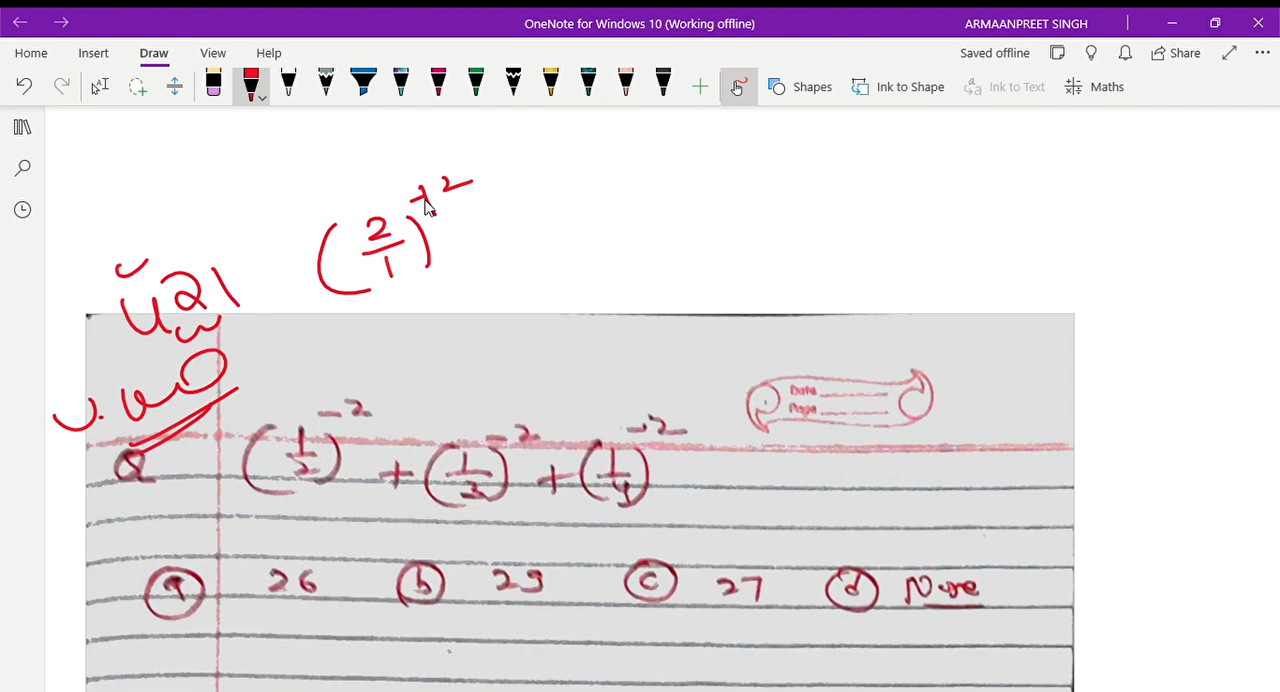 OneNote for Windows 10 (Working offline)
ARMAANPREET SINGH
Home Insert Draw View Help
Saved offline
Share
Shapes
Ink to Shape
Ink to Text
Maths
(2/1)^+2
Date
Page
Q (1/2)^-2 + (1/3)^-2 + (1/4)^-2
(a) 26 (b) 29 (c) 27 (d) None